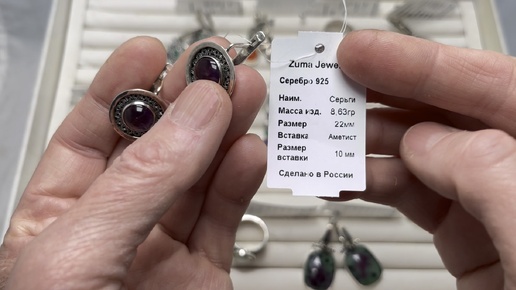 Zuma Jewe
Серебро 925
Наим. Серьги
Масса изд. 8,63гр
Размер 22мм
Вставка Аметист
Размер вставки 10 мм
Сделано в России